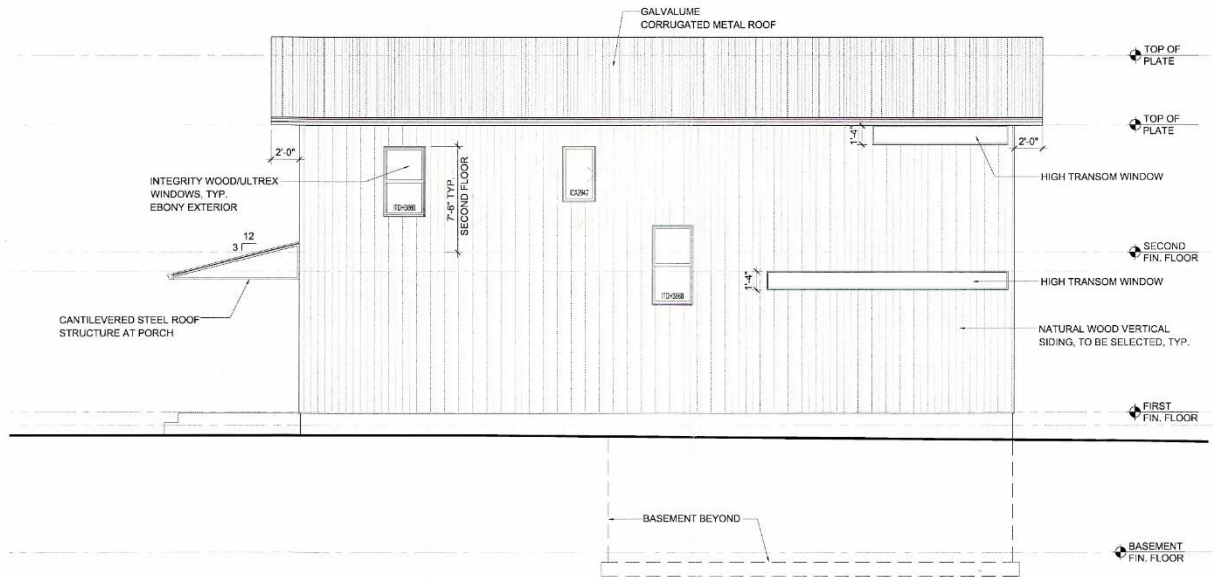 GALVALUME
CORRUGATED METAL ROOF
TOP OF
PLATE
TOP OF
PLATE
2'-0"
1'-4"
2'-0"
INTEGRITY WOOD/ULTREX
WINDOWS, TYP.
EBONY EXTERIOR
7'-6" TYP.
SECOND FLOOR
ICA2947
HIGH TRANSOM WINDOW
12
3
SECOND
FIN. FLOOR
1'-4"
HIGH TRANSOM WINDOW
CANTILEVERED STEEL ROOF
STRUCTURE AT PORCH
NATURAL WOOD VERTICAL
SIDING, TO BE SELECTED, TYP.
FIRST
FIN. FLOOR
BASEMENT BEYOND
BASEMENT
FIN. FLOOR